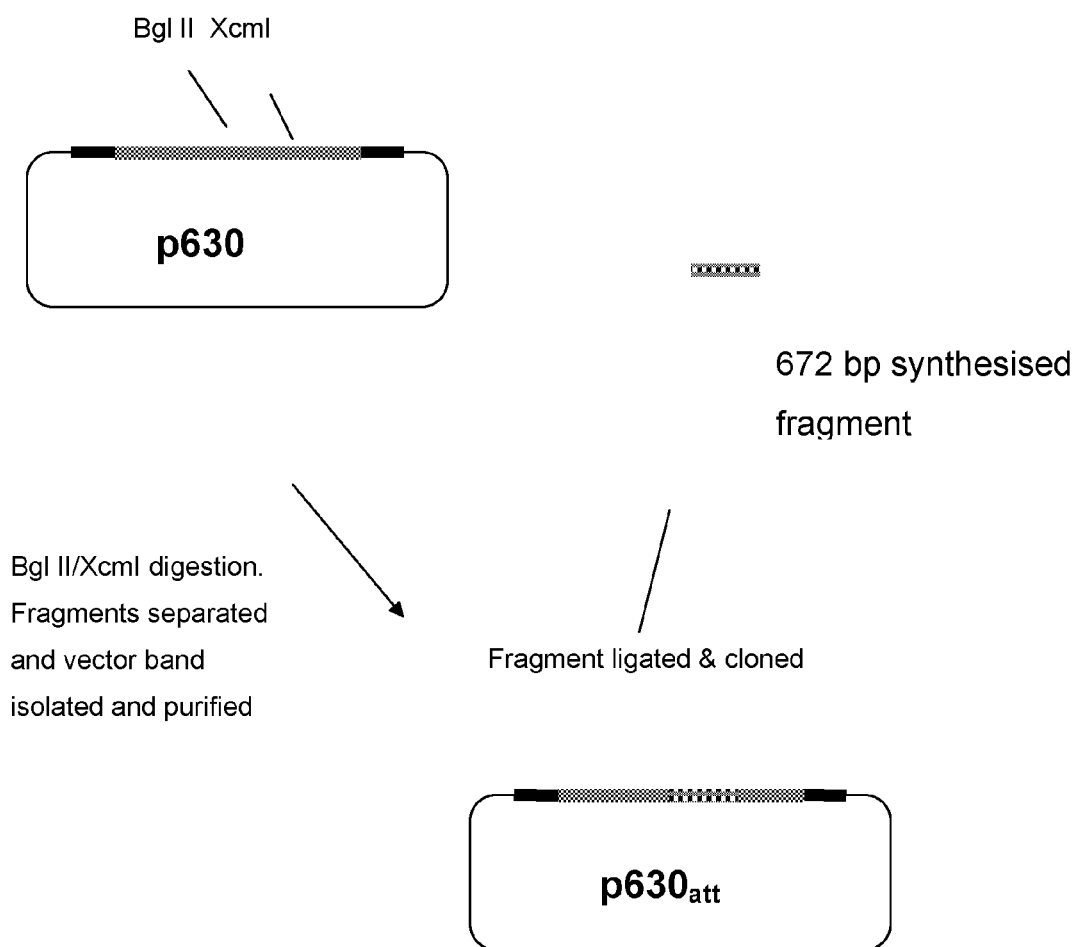 Bgl II XcmI
p630
672 bp synthesised
fragment
Bgl II/XcmI digestion.
Fragments separated
and vector band
isolated and purified
Fragment ligated & cloned
p630att